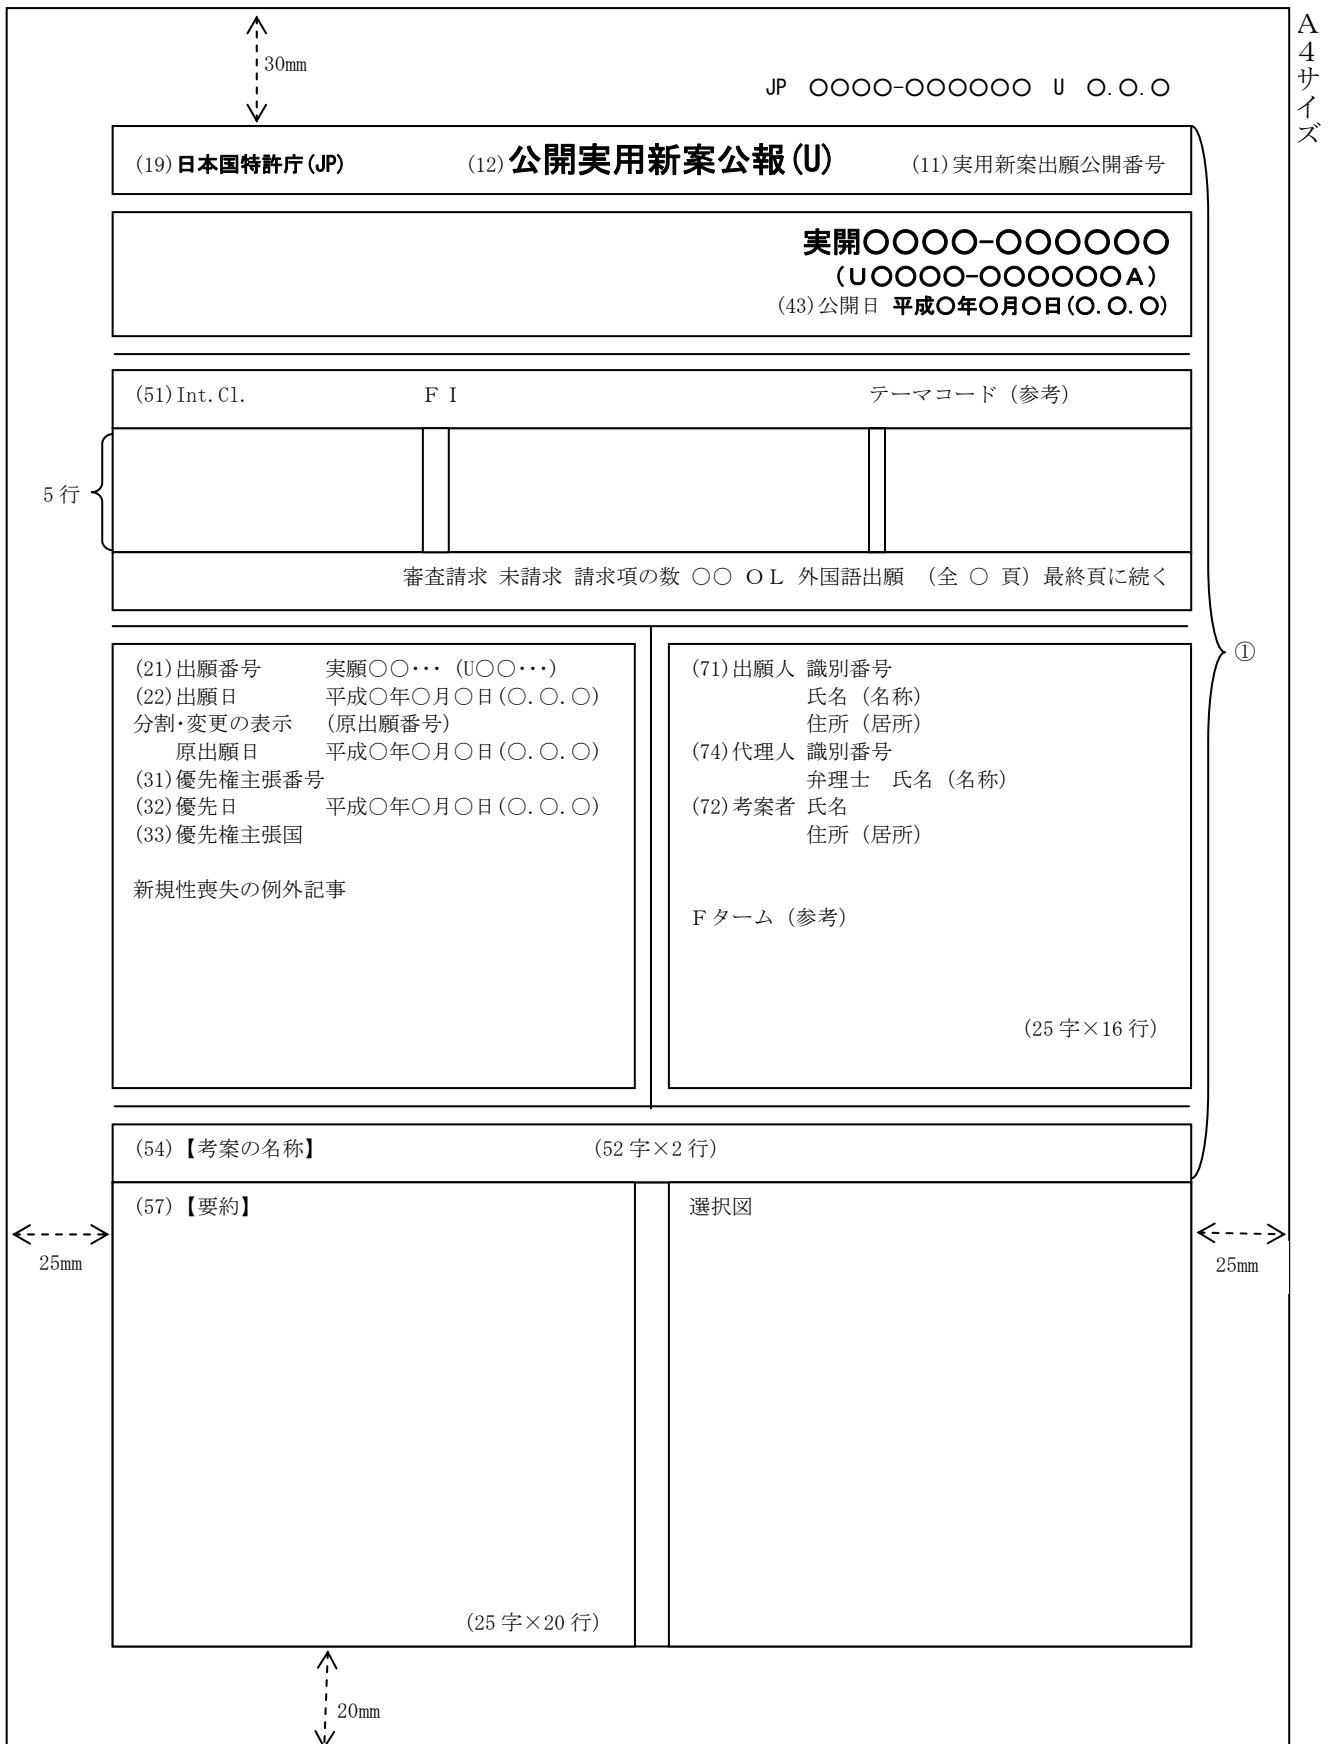 A4サイズ
30mm
JP ○○○○-○○○○○○ U ○.○.○
(19)日本国特許庁(JP) (12)公開実用新案公報(U) (11)実用新案出願公開番号
実開○○○○-○○○○○○
(U○○○○-○○○○○○A)
(43)公開日 平成○年○月○日(○.○.○)
(51)Int.Cl. FI テーマコード(参考)
5行
審査請求 未請求 請求項の数 ○○ OL 外国語出願 (全 ○ 頁) 最終頁に続く
①
(21)出願番号 実願○○･･･(U○○･･･)
(22)出願日 平成○年○月○日(○.○.○)
分割･変更の表示 (原出願番号)
原出願日 平成○年○月○日(○.○.○)
(31)優先権主張番号
(32)優先日 平成○年○月○日(○.○.○)
(33)優先権主張国
新規性喪失の例外記事
(71)出願人 識別番号
氏名(名称)
住所(居所)
(74)代理人 識別番号
弁理士 氏名(名称)
(72)考案者 氏名
住所(居所)
Fターム(参考)
(25字×16行)
(54)【考案の名称】 (52字×2行)
(57)【要約】
(25字×20行)
選択図
25mm
25mm
20mm